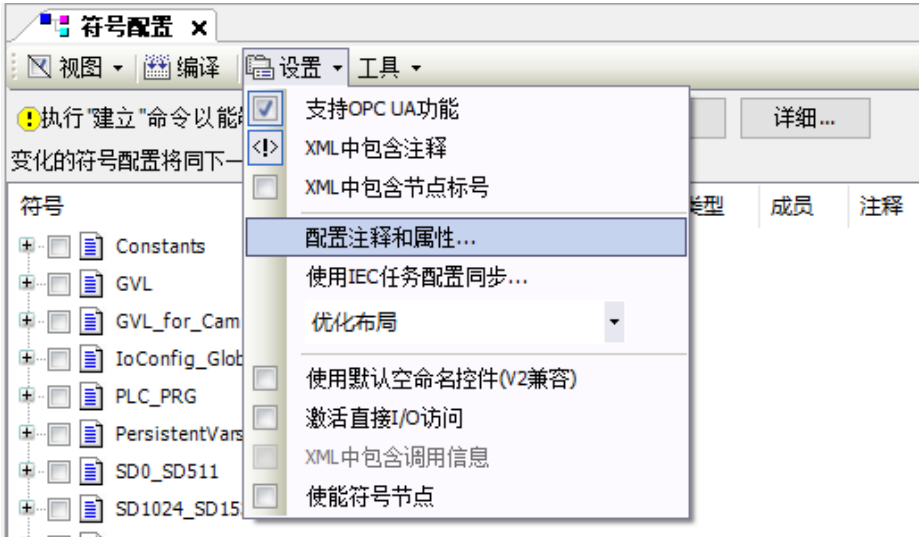 符号配置
视图 编译 设置 工具
支持OPC UA功能
执行"建立"命令以能 详细...
XML中包含注释
变化的符号配置将同下一
XML中包含节点标号
符号 类型 成员 注释
配置注释和属性...
Constants
使用IEC任务配置同步...
GVL
优化布局
GVL_for_Cam
IoConfig_Glob
使用默认空命名控件(V2兼容)
PLC_PRG
激活直接I/O访问
PersistentVars
XML中包含调用信息
SD0_SD511
使能符号节点
SD1024_SD15